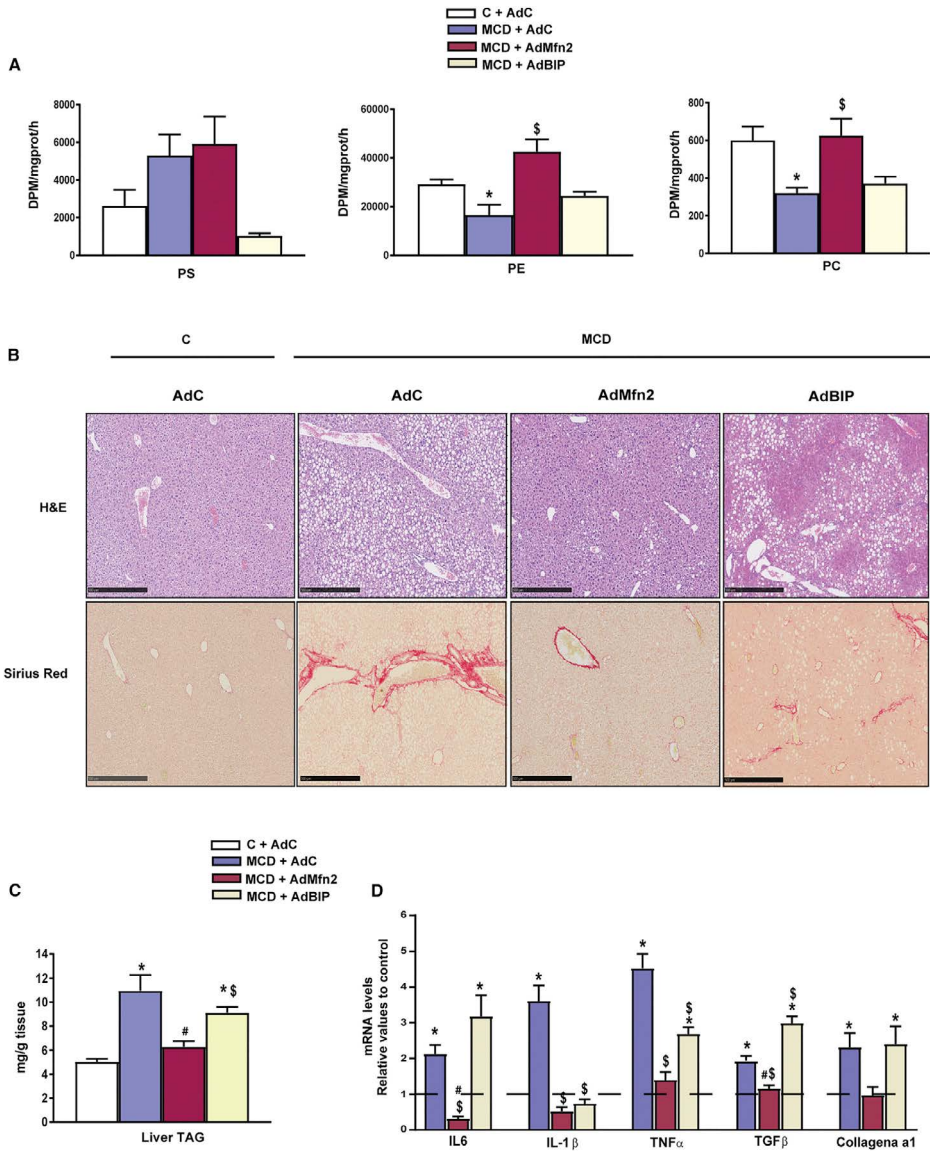 C + AdC
MCD + AdC
MCD + AdMfn2
MCD + AdBIP
A
DPM/mgprot/h
8000
6000
4000
2000
0
PS
DPM/mgprot/h
60000
40000
20000
0
*
$
PE
DPM/mgprot/h
800
600
400
200
0
*
$
PC
B
C
MCD
AdC
AdC
AdMfn2
AdBIP
H&E
Sirius Red
C + AdC
MCD + AdC
MCD + AdMfn2
MCD + AdBIP
C
mg/g tissue
14
12
10
8
6
4
2
0
*
#
* $
Liver TAG
D
mRNA levels
Relative values to control
6
5
4
3
2
1
0
*
#
$
*
IL6
*
$
$
IL-1 β
*
$
$
*
TNFα
*
#$
$
*
TGFβ
*
*
Collagena a1